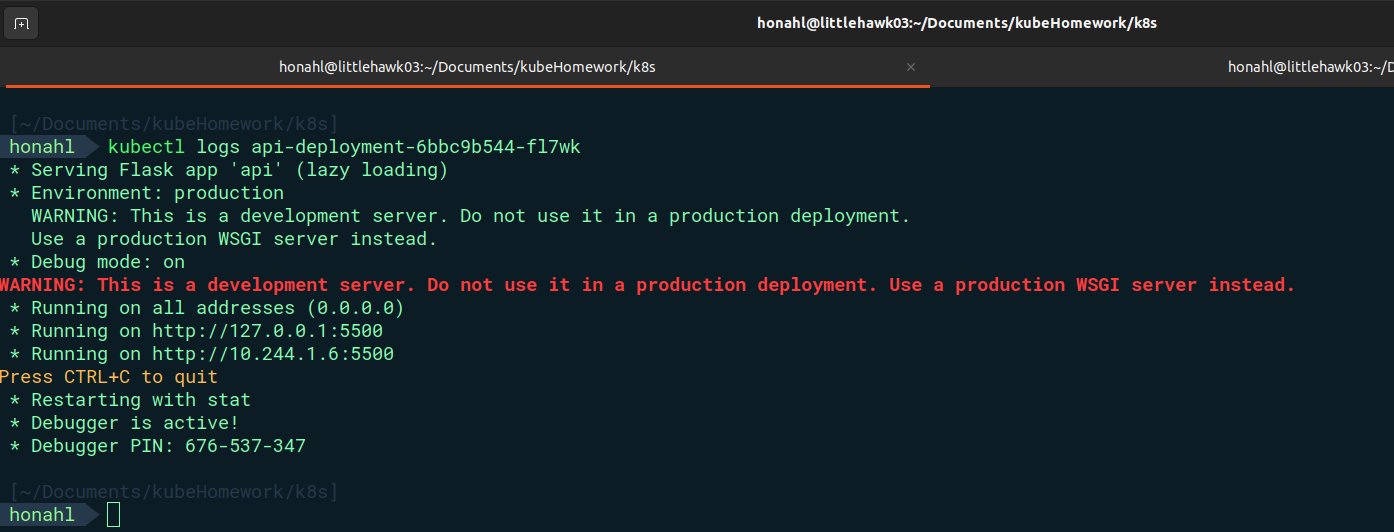 honahl@littlehawk03:~/Documents/kubeHomework/k8s
honahl@littlehawk03:~/Documents/kubeHomework/k8s × honahl@littlehawk03:~/D
[~/Documents/kubeHomework/k8s]
honahl kubectl logs api-deployment-6bbc9b544-fl7wk
* Serving Flask app 'api' (lazy loading)
* Environment: production
WARNING: This is a development server. Do not use it in a production deployment.
Use a production WSGI server instead.
* Debug mode: on
WARNING: This is a development server. Do not use it in a production deployment. Use a production WSGI server instead.
* Running on all addresses (0.0.0.0)
* Running on http://127.0.0.1:5500
* Running on http://10.244.1.6:5500
Press CTRL+C to quit
* Restarting with stat
* Debugger is active!
* Debugger PIN: 676-537-347
[~/Documents/kubeHomework/k8s]
honahl